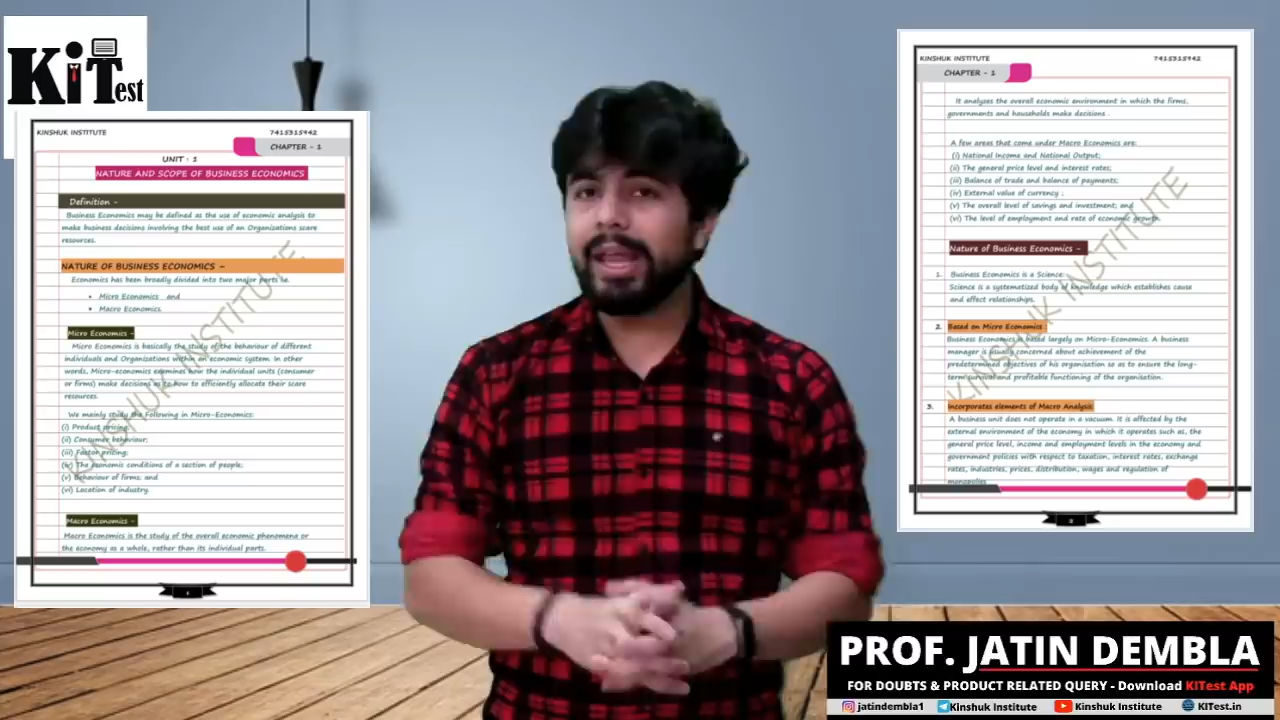 KiTest
KINSHUK INSTITUTE 7415315942
CHAPTER - 1
UNIT : 1
NATURE AND SCOPE OF BUSINESS ECONOMICS
Definition -
Business Economics may be defined as the use of economic analysis to
make business decisions involving the best use of an Organizations scare
resources.
NATURE OF BUSINESS ECONOMICS -
Economics has been broadly divided into two major parts ie.
• Micro Economics and
• Macro Economics.
Micro Economics -
Micro Economics is basically the study of the behaviour of different
individuals and Organizations within an economic system. In other
words, Micro-economics examines how the individual units (consumer
or firms) make decisions as to how to efficiently allocate their scare
resources.
We mainly study the Following in Micro-Economics:
(i) Product pricing;
(ii) Consumer behaviour;
(iii) Factor pricing;
(iv) The economic conditions of a section of people;
(v) Behaviour of firms; and
(vi) Location of industry.
Macro Economics -
Macro Economics is the study of the overall economic phenomena or
the economy as a whole, rather than its individual parts.
KINSHUK INSTITUTE
KINSHUK INSTITUTE 7415315942
CHAPTER - 1
It analyzes the overall economic environment in which the firms,
governments and households make decisions .
A few areas that come under Macro Economics are:
(i) National Income and National Output;
(ii) The general price level and interest rates;
(iii) Balance of trade and balance of payments;
(iv) External value of currency ;
(v) The overall level of savings and investment; and
(vi) The level of employment and rate of economic growth.
Nature of Business Economics -
1. Business Economics is a Science:
Science is a systematized body of knowledge which establishes cause
and effect relationships.
2. Based on Micro Economics :
Business Economics is based largely on Micro-Economics. A business
manager is usually concerned about achievement of the
predetermined objectives of his organisation so as to ensure the long-
term survival and profitable functioning of the organisation.
3. Incorporates elements of Macro Analysis:
A business unit does not operate in a vacuum. It is affected by the
external environment of the economy in which it operates such as, the
general price level, income and employment levels in the economy and
government policies with respect to taxation, interest rates, exchange
rates, industries, prices, distribution, wages and regulation of
monopolies
KINSHUK INSTITUTE
PROF. JATIN DEMBLA
FOR DOUBTS & PRODUCT RELATED QUERY - Download KITest App
jatindembla1 Kinshuk Institute Kinshuk Institute KITest.in